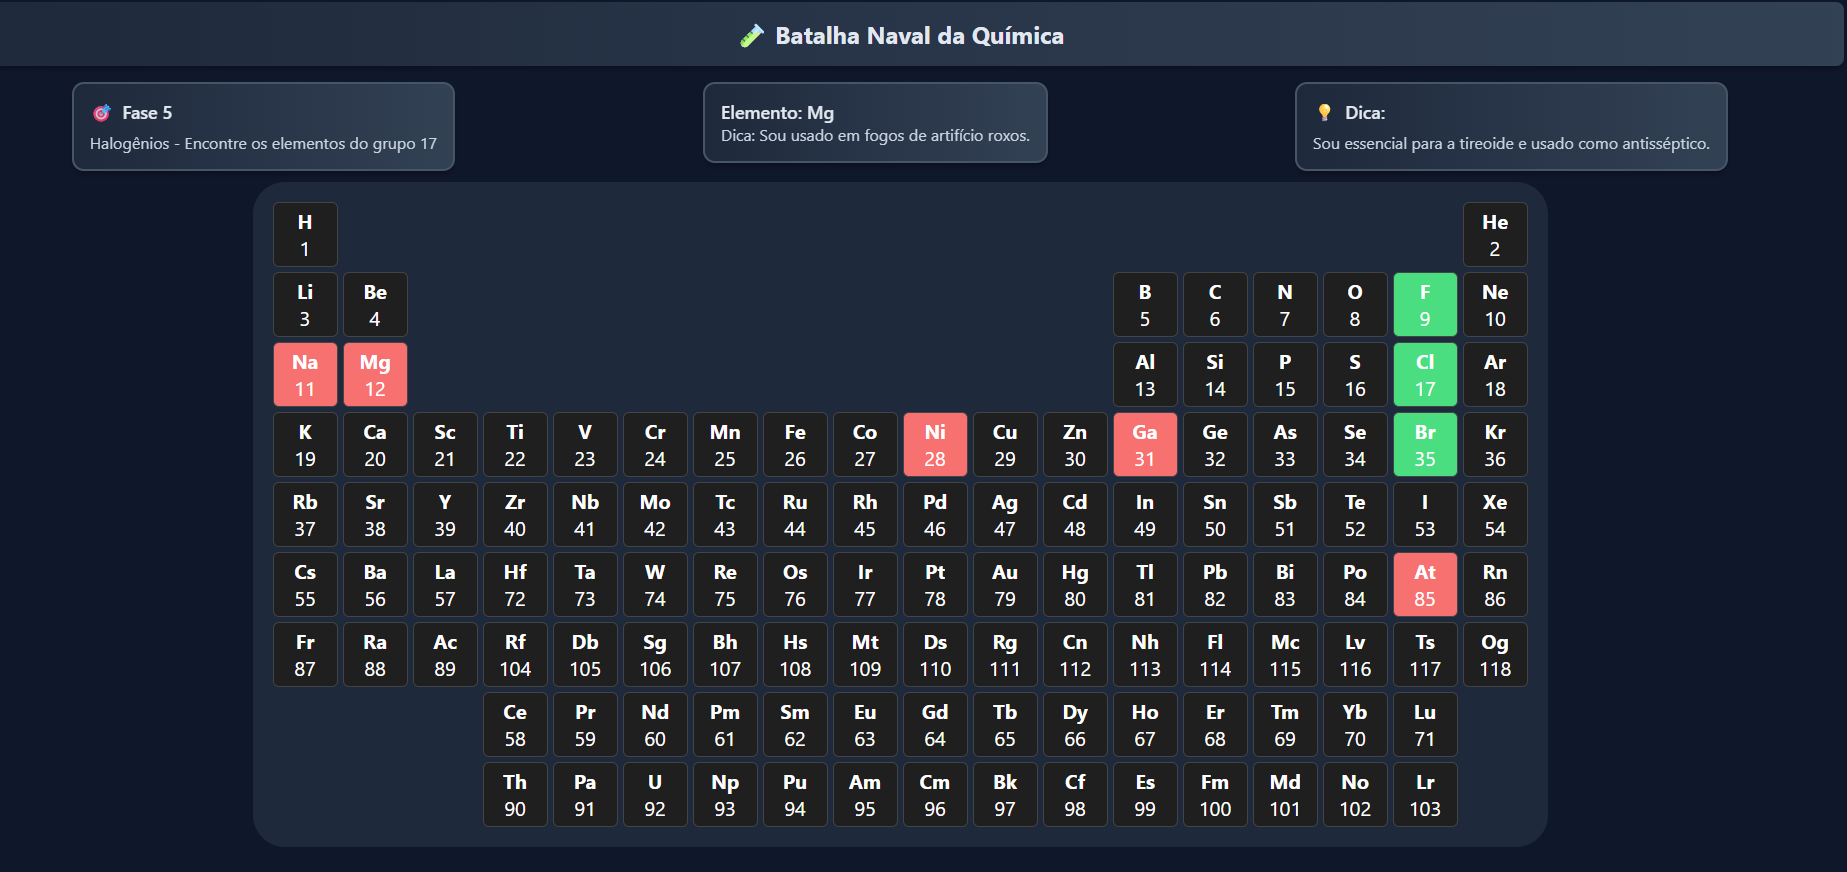 Batalha Naval da Química
Fase 5
Halogênios - Encontre os elementos do grupo 17
Elemento: Mg
Dica: Sou usado em fogos de artifício roxos.
Dica:
Sou essencial para a tireoide e usado como antisséptico.
H He
1 2
Li Be B C N O F Ne
3 4 5 6 7 8 9 10
Na Mg Al Si P S Cl Ar
11 12 13 14 15 16 17 18
K Ca Sc Ti V Cr Mn Fe Co Ni Cu Zn Ga Ge As Se Br Kr
19 20 21 22 23 24 25 26 27 28 29 30 31 32 33 34 35 36
Rb Sr Y Zr Nb Mo Tc Ru Rh Pd Ag Cd In Sn Sb Te I Xe
37 38 39 40 41 42 43 44 45 46 47 48 49 50 51 52 53 54
Cs Ba La Hf Ta W Re Os Ir Pt Au Hg Tl Pb Bi Po At Rn
55 56 57 72 73 74 75 76 77 78 79 80 81 82 83 84 85 86
Fr Ra Ac Rf Db Sg Bh Hs Mt Ds Rg Cn Nh Fl Mc Lv Ts Og
87 88 89 104 105 106 107 108 109 110 111 112 113 114 115 116 117 118
Ce Pr Nd Pm Sm Eu Gd Tb Dy Ho Er Tm Yb Lu
58 59 60 61 62 63 64 65 66 67 68 69 70 71
Th Pa U Np Pu Am Cm Bk Cf Es Fm Md No Lr
90 91 92 93 94 95 96 97 98 99 100 101 102 103